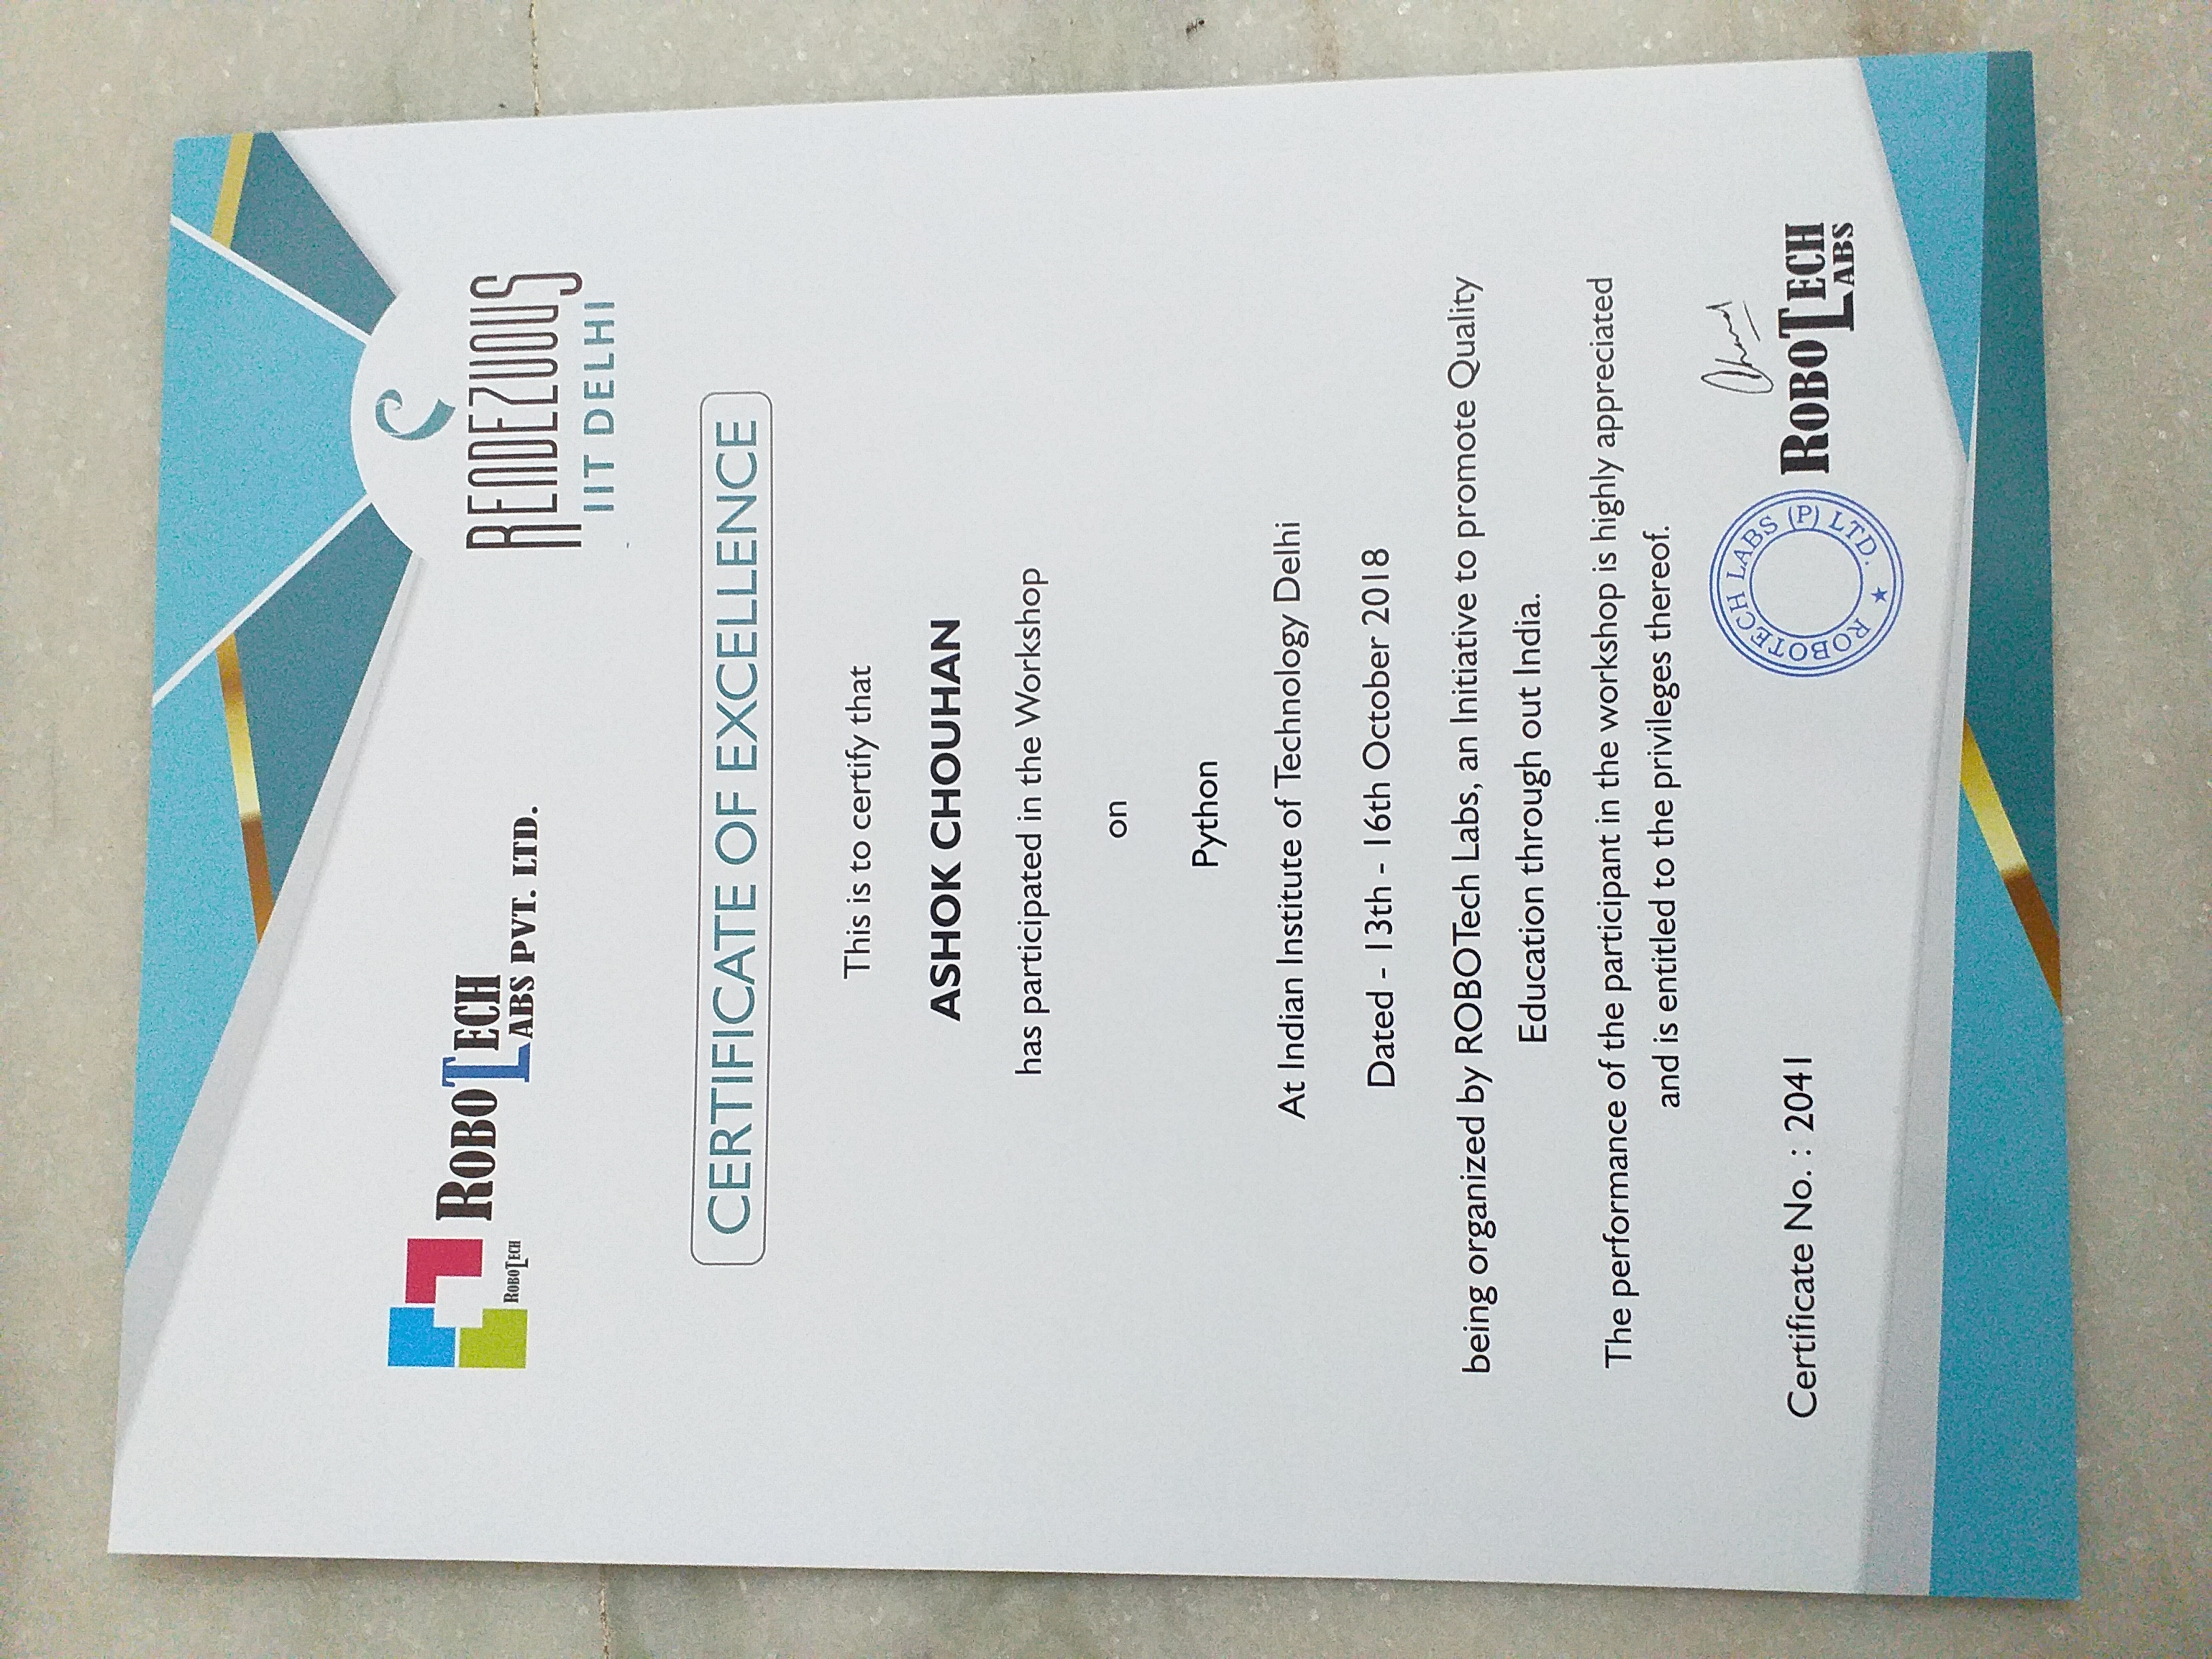 ROBOTECH
ROBOTECH
LABS PVT. LTD.
RENDEZVOUS
IIT DELHI
CERTIFICATE OF EXCELLENCE
This is to certify that
ASHOK CHOUHAN
has participated in the Workshop
on
Python
At Indian Institute of Technology Delhi
Dated - 13th - 16th October 2018
being organized by ROBOTech Labs, an Initiative to promote Quality
Education through out India.
The performance of the participant in the workshop is highly appreciated
and is entitled to the privileges thereof.
Certificate No. : 2041
ROBOTECH LABS (P) LTD.
ROBOTECH
LABS